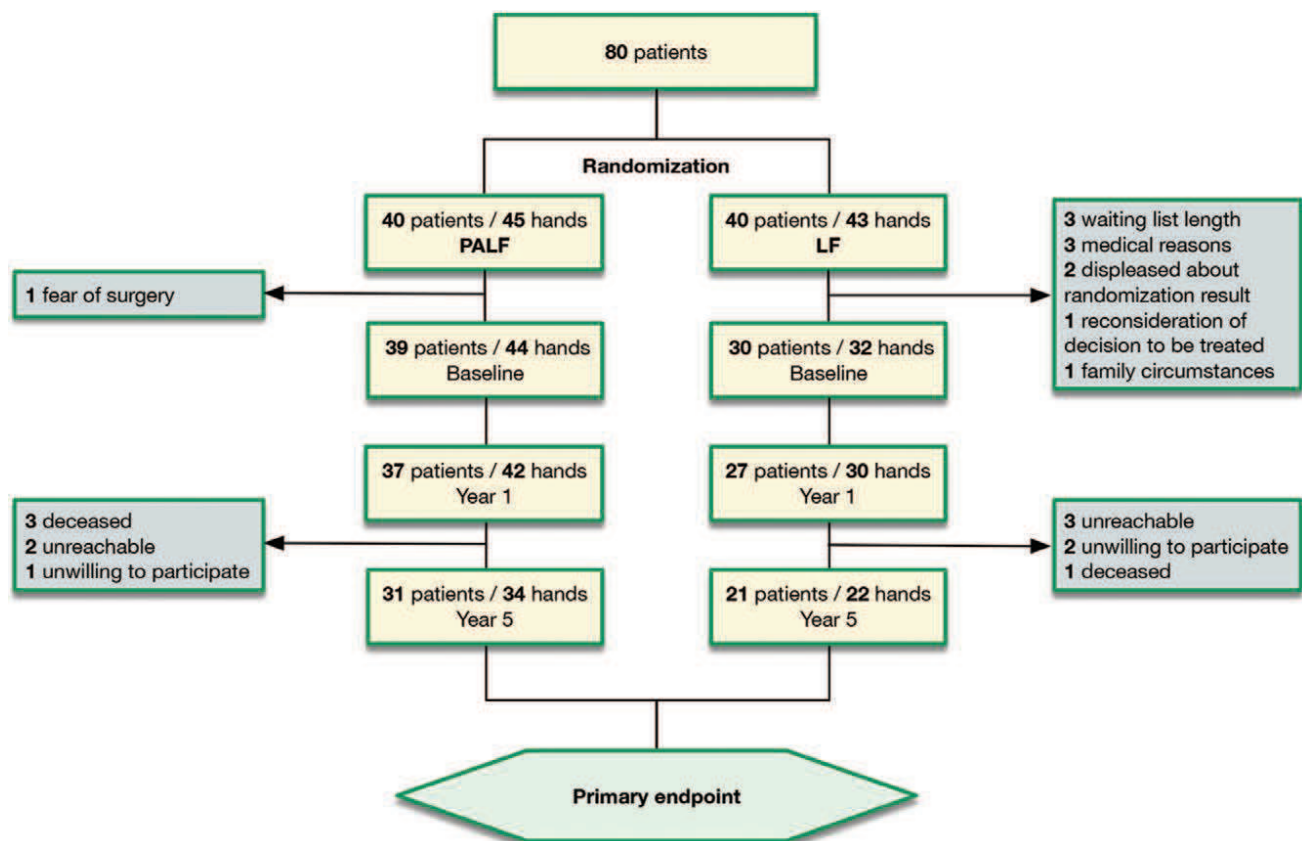 80 patients
Randomization
40 patients / 45 hands
PALF
40 patients / 43 hands
LF
1 fear of surgery
3 waiting list length
3 medical reasons
2 displeased about
randomization result
1 reconsideration of
decision to be treated
1 family circumstances
39 patients / 44 hands
Baseline
30 patients / 32 hands
Baseline
37 patients / 42 hands
Year 1
27 patients / 30 hands
Year 1
3 deceased
2 unreachable
1 unwilling to participate
3 unreachable
2 unwilling to participate
1 deceased
31 patients / 34 hands
Year 5
21 patients / 22 hands
Year 5
Primary endpoint